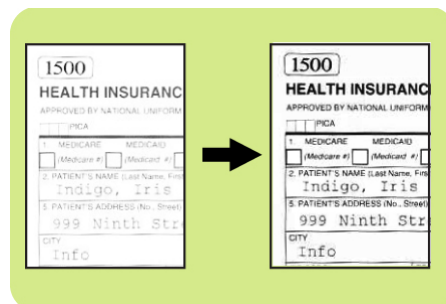 1500
HEALTH INSURANC
APPROVED BY NATIONAL UNIFORM
PICA
1. MEDICARE MEDICAID
(Medicare #) (Medicaid #)
2. PATIENT'S NAME (Last Name, Firs
Indigo, Iris
5. PATIENT'S ADDRESS (No., Street)
999 Ninth Stre
CITY
Info
1500
HEALTH INSURANC
APPROVED BY NATIONAL UNIFORM
PICA
1. MEDICARE MEDICAID
(Medicare #) (Medicaid #)
2. PATIENT'S NAME (Last Name, Firs
Indigo, Iris
5. PATIENT'S ADDRESS (No., Street)
999 Ninth Str
CITY
Info